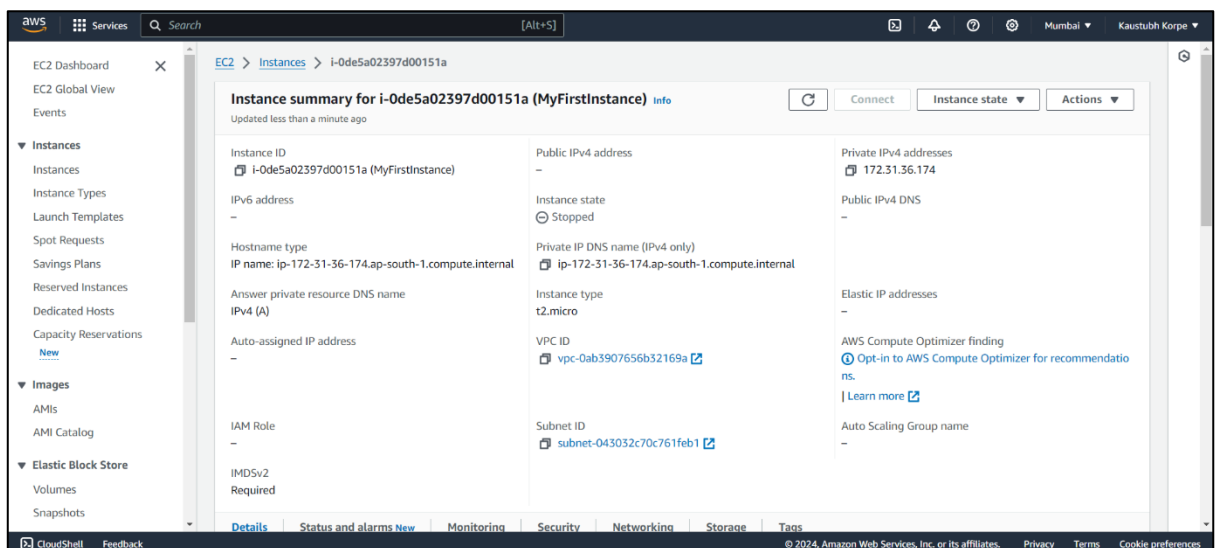 aws Services Search [Alt+S] Mumbai ▼ Kaustubh Korpe ▼
EC2 Dashboard
EC2 Global View
Events
▼ Instances
Instances
Instance Types
Launch Templates
Spot Requests
Savings Plans
Reserved Instances
Dedicated Hosts
Capacity Reservations
New
▼ Images
AMIs
AMI Catalog
▼ Elastic Block Store
Volumes
Snapshots
EC2 > Instances > i-0de5a02397d00151a
Instance summary for i-0de5a02397d00151a (MyFirstInstance) Info
Connect Instance state ▼ Actions ▼
Updated less than a minute ago
Instance ID
i-0de5a02397d00151a (MyFirstInstance)
Public IPv4 address
–
Private IPv4 addresses
172.31.36.174
IPv6 address
–
Instance state
Stopped
Public IPv4 DNS
–
Hostname type
IP name: ip-172-31-36-174.ap-south-1.compute.internal
Private IP DNS name (IPv4 only)
ip-172-31-36-174.ap-south-1.compute.internal
Answer private resource DNS name
IPv4 (A)
Instance type
t2.micro
Elastic IP addresses
–
Auto-assigned IP address
–
VPC ID
vpc-0ab3907656b32169a
AWS Compute Optimizer finding
Opt-in to AWS Compute Optimizer for recommendatio
ns.
| Learn more
IAM Role
–
Subnet ID
subnet-043032c70c761feb1
Auto Scaling Group name
–
IMDSv2
Required
Details Status and alarms New Monitoring Security Networking Storage Tags
CloudShell Feedback © 2024, Amazon Web Services, Inc. or its affiliates. Privacy Terms Cookie preferences